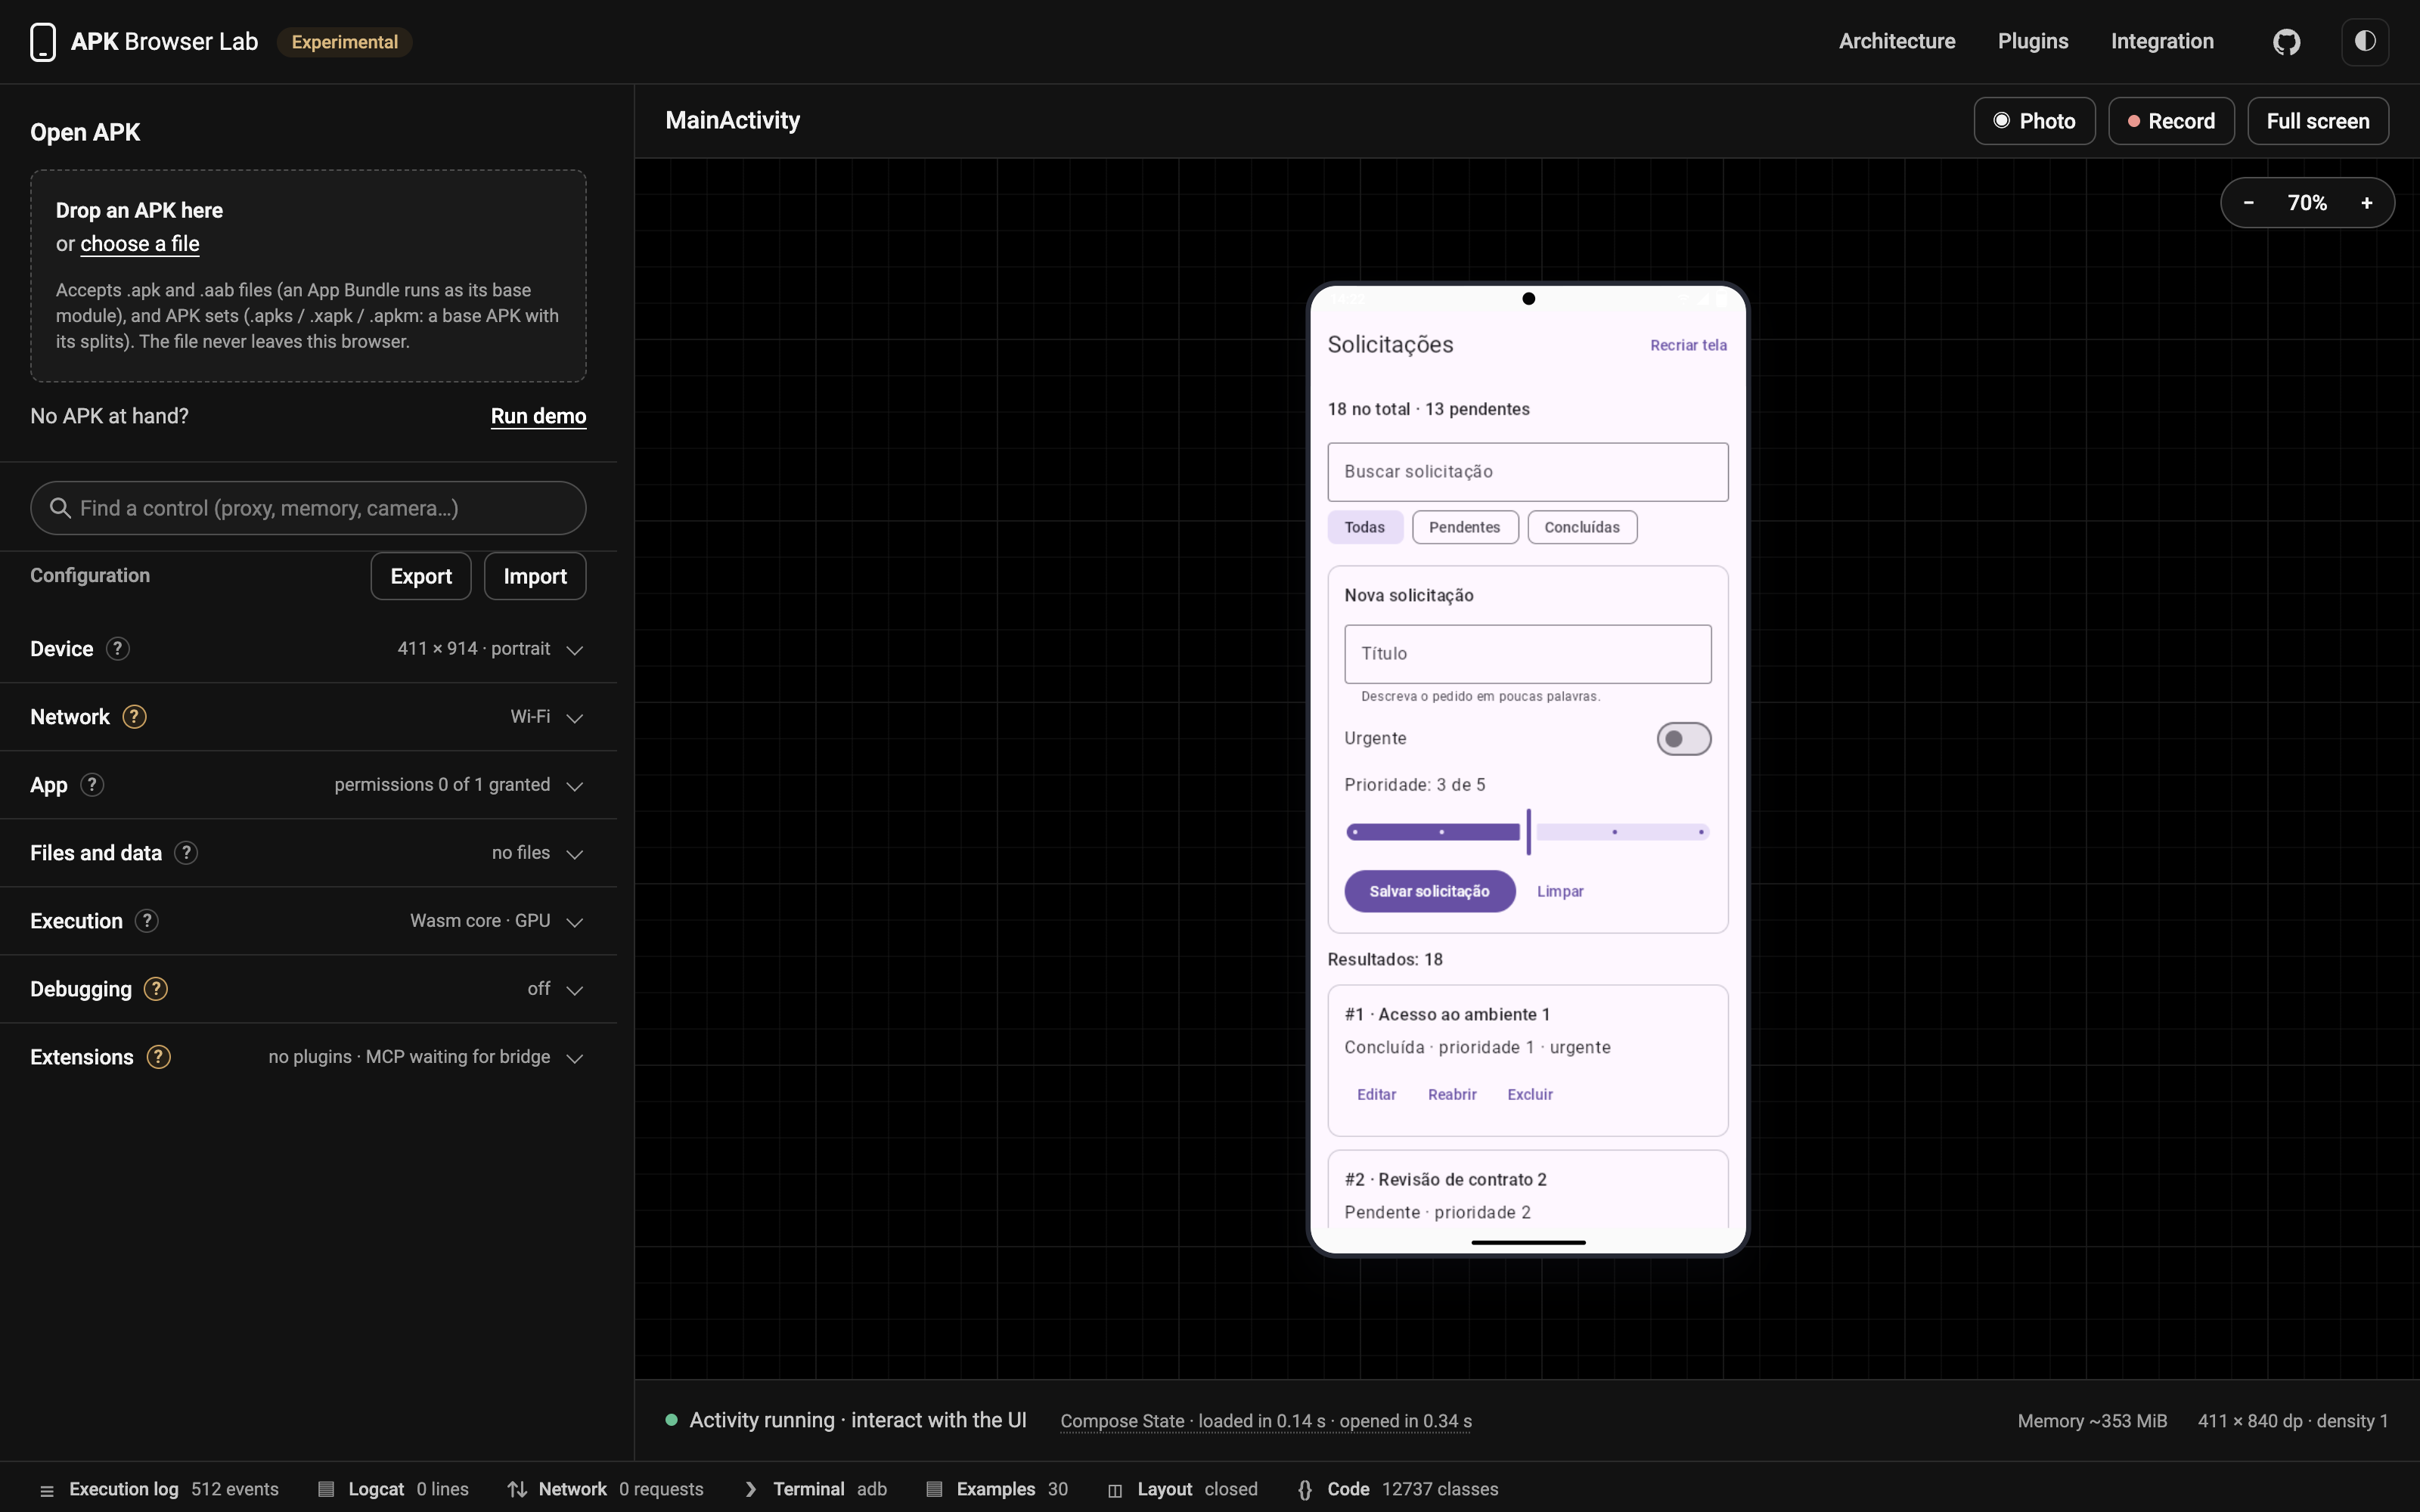 APK Browser Lab Experimental Architecture Plugins Integration
Open APK
Drop an APK here
or choose a file
Accepts .apk and .aab files (an App Bundle runs as its base
module), and APK sets (.apks / .xapk / .apkm: a base APK with
its splits). The file never leaves this browser.
No APK at hand? Run demo
Find a control (proxy, memory, camera...)
Configuration Export Import
Device ? 411 × 914 · portrait
Network ? Wi-Fi
App ? permissions 0 of 1 granted
Files and data ? no files
Execution ? Wasm core · GPU
Debugging ? off
Extensions ? no plugins · MCP waiting for bridge
MainActivity Photo Record Full screen
− 70% +
Solicitações Recriar tela
18 no total · 13 pendentes
Buscar solicitação
Todas Pendentes Concluídas
Nova solicitação
Título
Descreva o pedido em poucas palavras.
Urgente
Prioridade: 3 de 5
Salvar solicitação Limpar
Resultados: 18
#1 · Acesso ao ambiente 1
Concluída · prioridade 1 · urgente
Editar Reabrir Excluir
#2 · Revisão de contrato 2
Pendente · prioridade 2
Activity running · interact with the UI Compose State · loaded in 0.14 s · opened in 0.34 s Memory ~353 MiB 411 × 840 dp · density 1
Execution log 512 events Logcat 0 lines Network 0 requests Terminal adb Examples 30 Layout closed {} Code 12737 classes